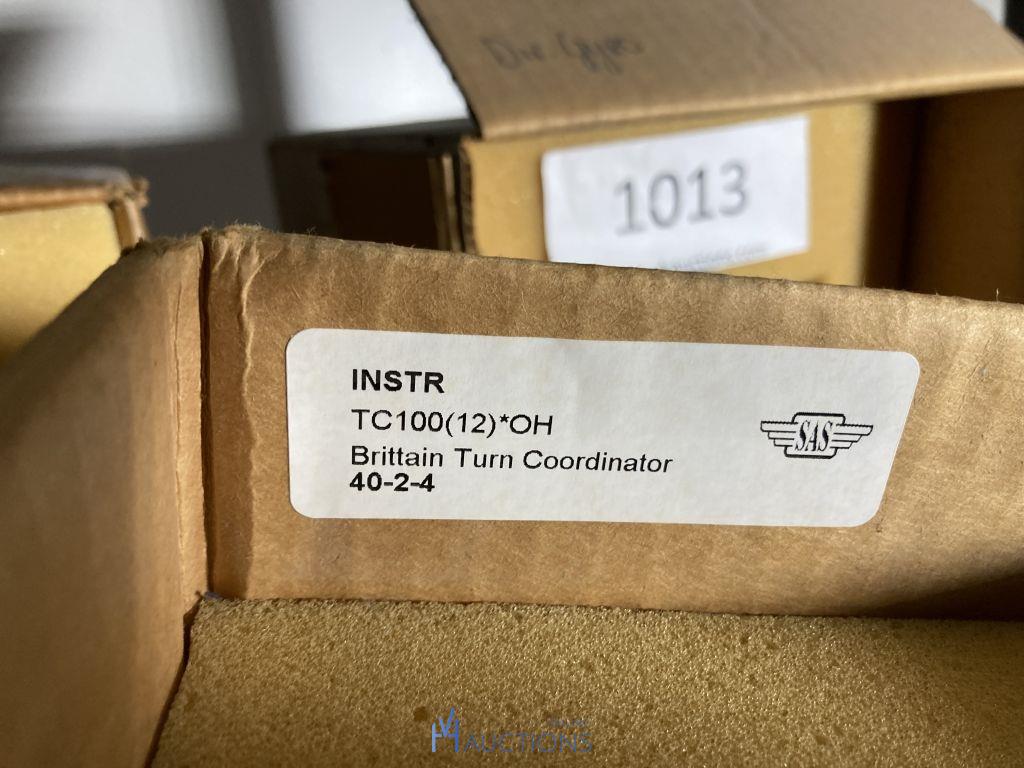 1013
INSTR
TC100(12)*OH
Brittain Turn Coordinator
40-2-4
SAS
AUCTIONS